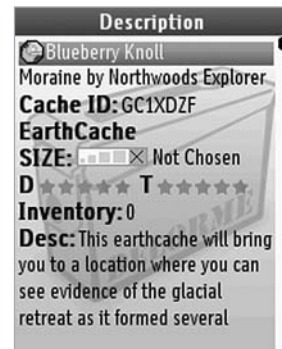 Description
Blueberry Knoll
Moraine by Northwoods Explorer
Cache ID: GC1XDZF
EarthCache
SIZE: Not Chosen
D T
Inventory: 0
Desc: This earthcache will bring
you to a location where you can
see evidence of the glacial
retreat as it formed several
DELORME